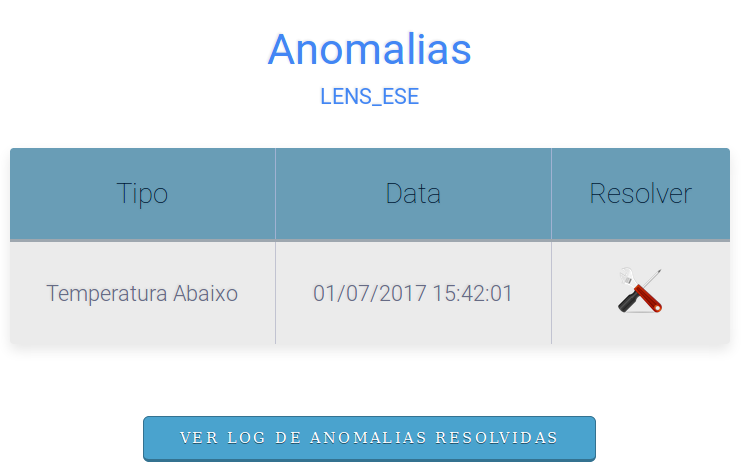 Anomalias
LENS_ESE
Tipo Data Resolver
Temperatura Abaixo 01/07/2017 15:42:01
VER LOG DE ANOMALIAS RESOLVIDAS